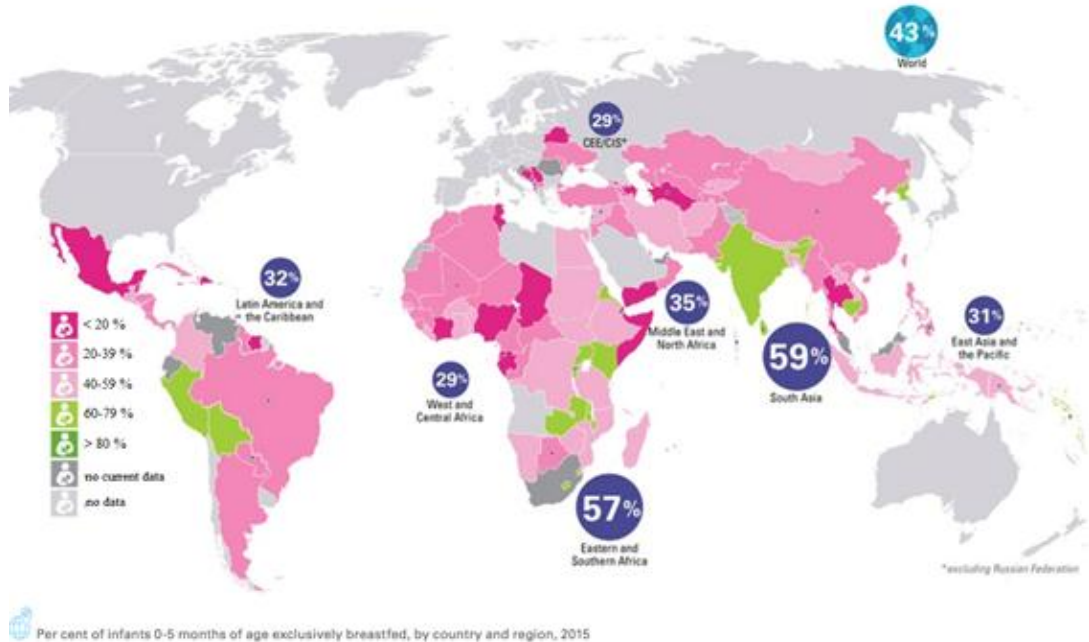 43%
World
29%
CEE/CIS*
32%
Latin America and
the Caribbean
35%
Middle East and
North Africa
31%
East Asia and
the Pacific
59%
South Asia
29%
West and
Central Africa
57%
Eastern and
Southern Africa
< 20 %
20-39 %
40-59 %
60-79 %
> 80 %
no current data
no data
*excluding Russian Federation
Per cent of infants 0-5 months of age exclusively breastfed, by country and region, 2015